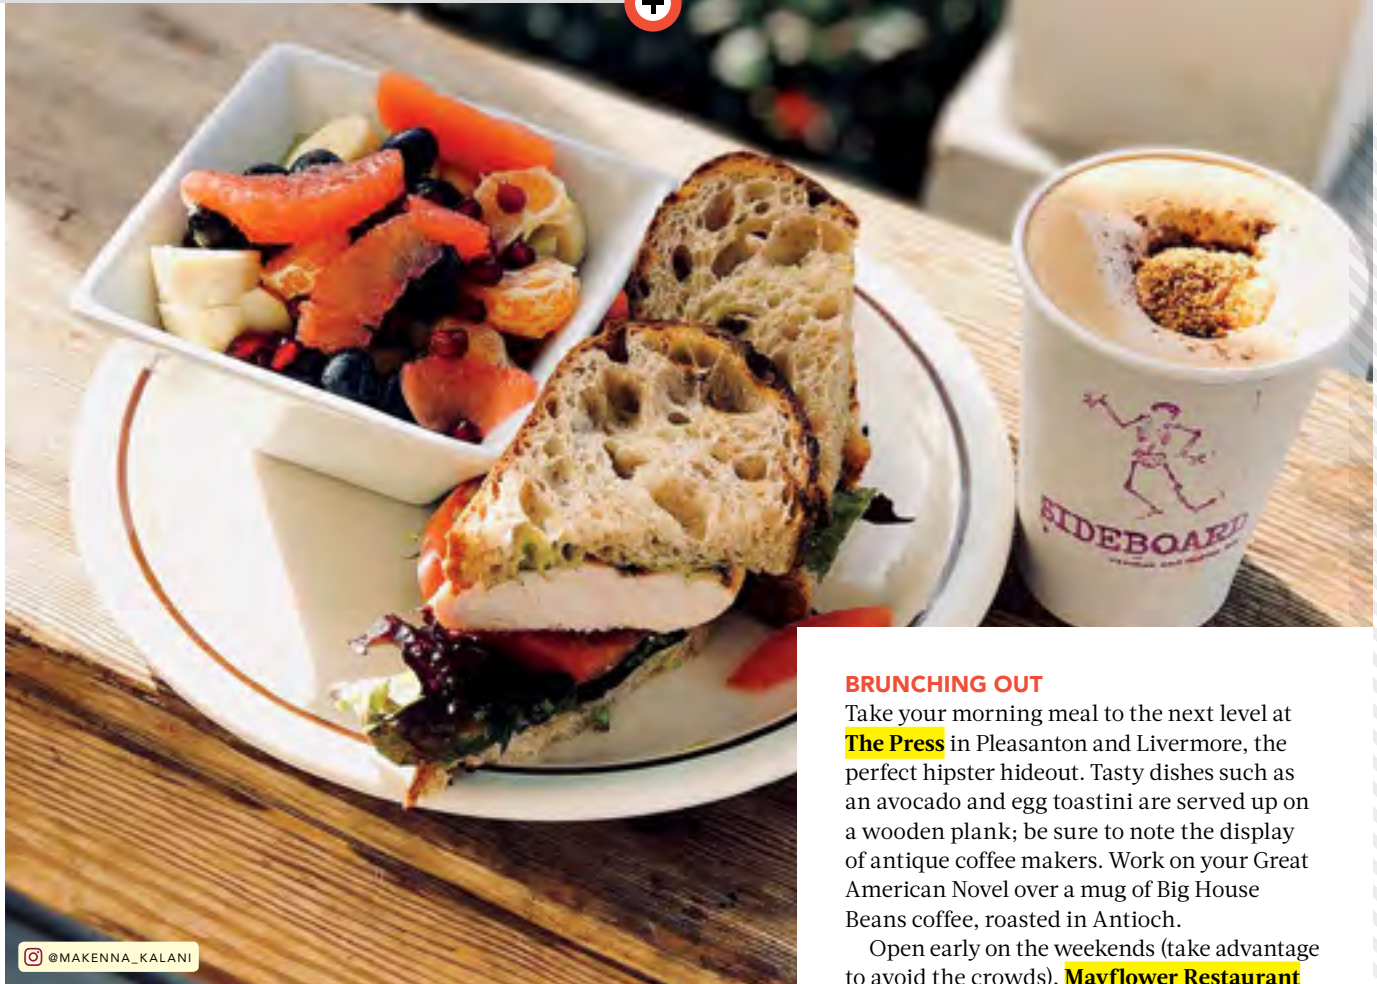 SIDEBOARD
BRUNCHING OUT
Take your morning meal to the next level at
The Press in Pleasanton and Livermore, the
perfect hipster hideout. Tasty dishes such as
an avocado and egg toastini are served up on
a wooden plank; be sure to note the display
of antique coffee makers. Work on your Great
American Novel over a mug of Big House
Beans coffee, roasted in Antioch.
Open early on the weekends (take advantage
to avoid the crowds), Mayflower Restaurant
@MAKENNA_KALANI